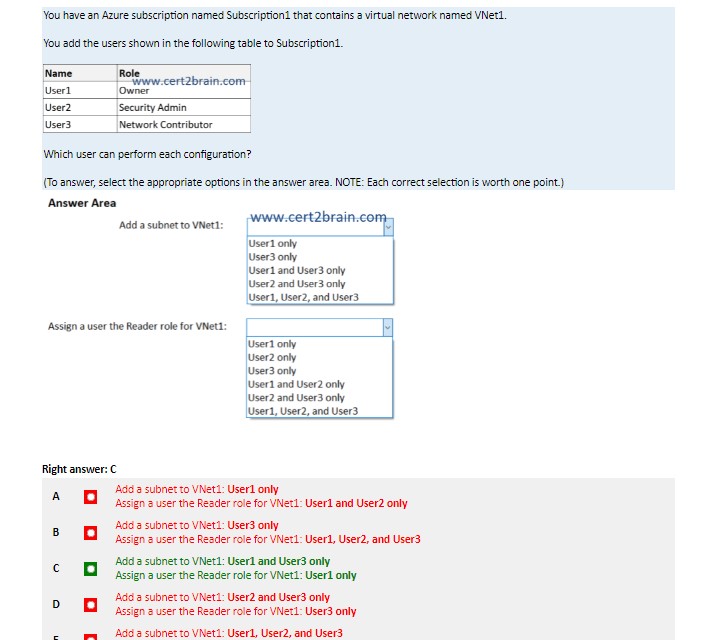 You have an Azure subscription named Subscription1 that contains a virtual network named VNet1.
You add the users shown in the following table to Subscription1.
Name Role
www.cert2brain.com
User1 Owner
User2 Security Admin
User3 Network Contributor
Which user can perform each configuration?
(To answer, select the appropriate options in the answer area. NOTE: Each correct selection is worth one point.)
Answer Area
www.cert2brain.com
Add a subnet to VNet1:
User1 only
User3 only
User1 and User3 only
User2 and User3 only
User1, User2, and User3
Assign a user the Reader role for VNet1:
User1 only
User2 only
User3 only
User1 and User2 only
User2 and User3 only
User1, User2, and User3
Right answer: C
Add a subnet to VNet1: User1 only
A
Assign a user the Reader role for VNet1: User1 and User2 only
Add a subnet to VNet1: User3 only
B
Assign a user the Reader role for VNet1: User1, User2, and User3
Add a subnet to VNet1: User1 and User3 only
C
Assign a user the Reader role for VNet1: User1 only
Add a subnet to VNet1: User2 and User3 only
D
Assign a user the Reader role for VNet1: User3 only
Add a subnet to VNet1: User1, User2, and User3